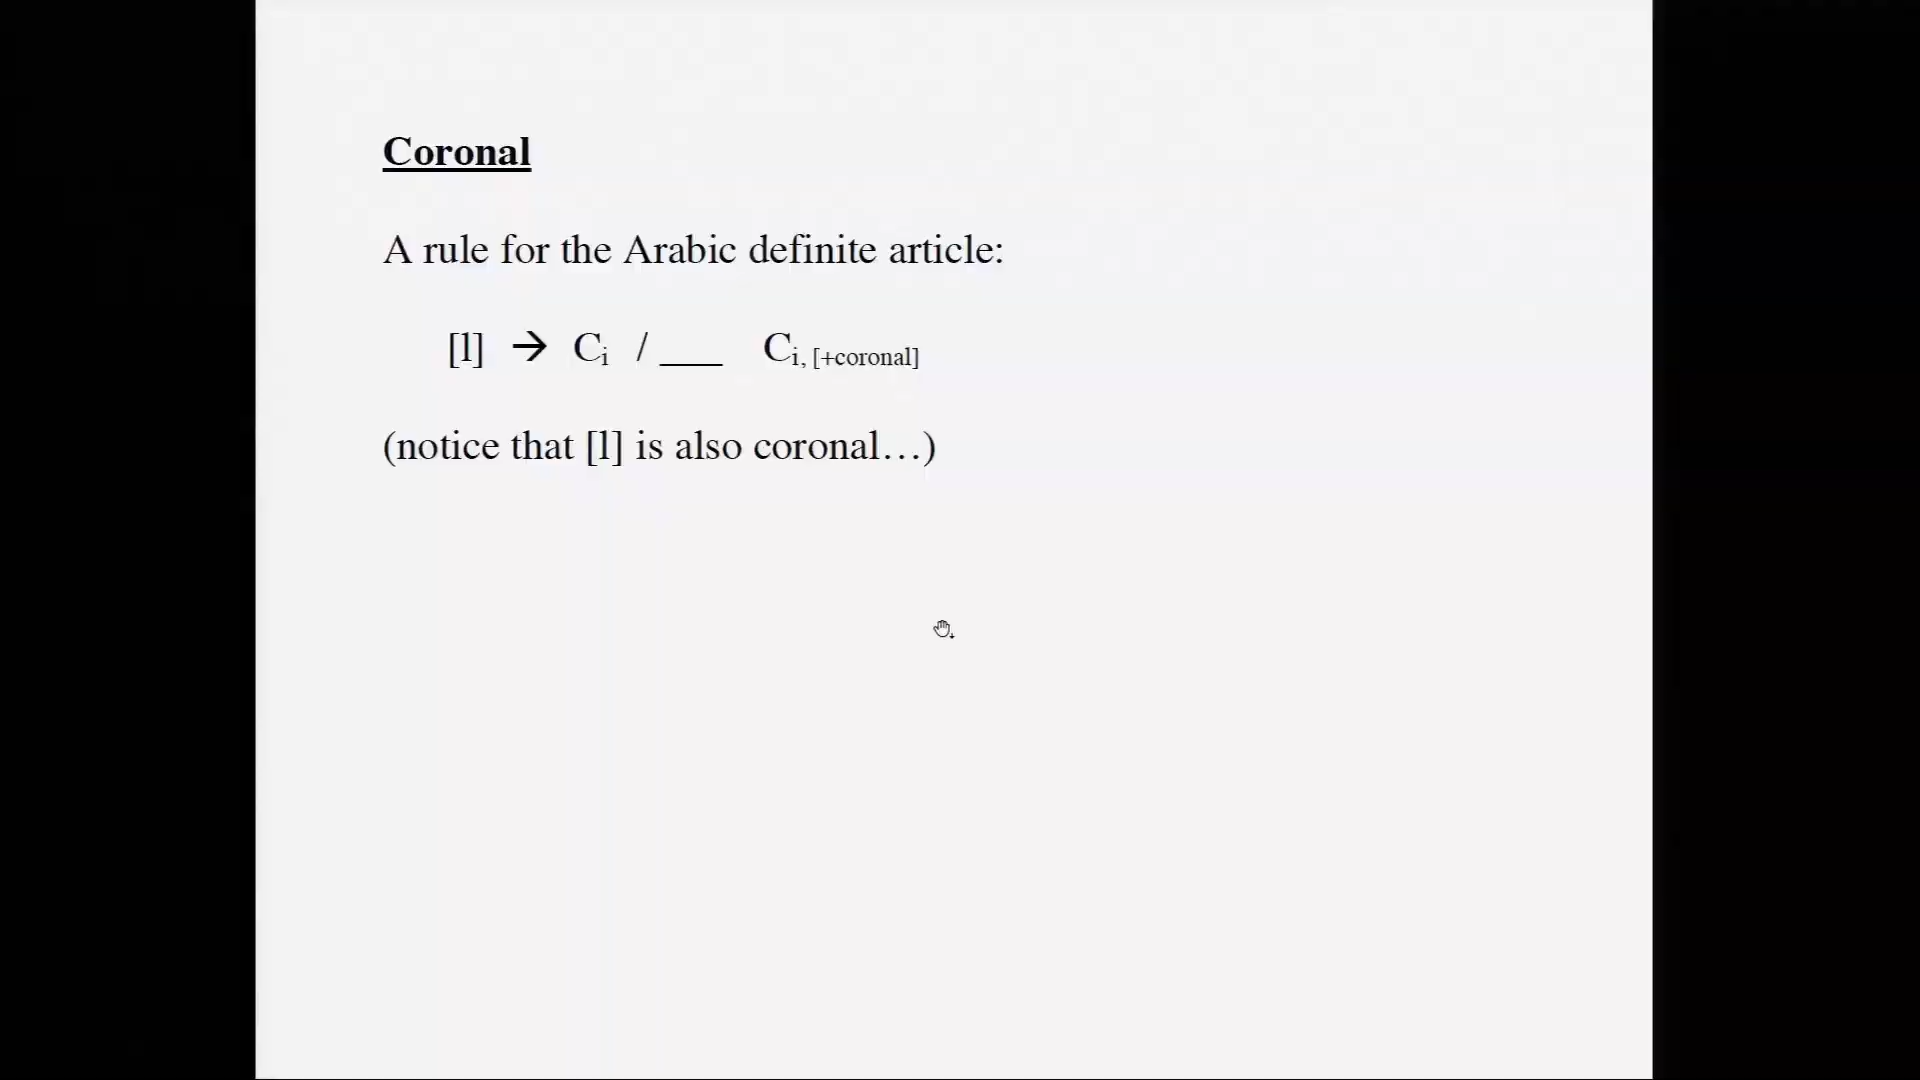 Coronal
A rule for the Arabic definite article:
[l] → Ci / ___ Ci, [+coronal]
(notice that [l] is also coronal…)